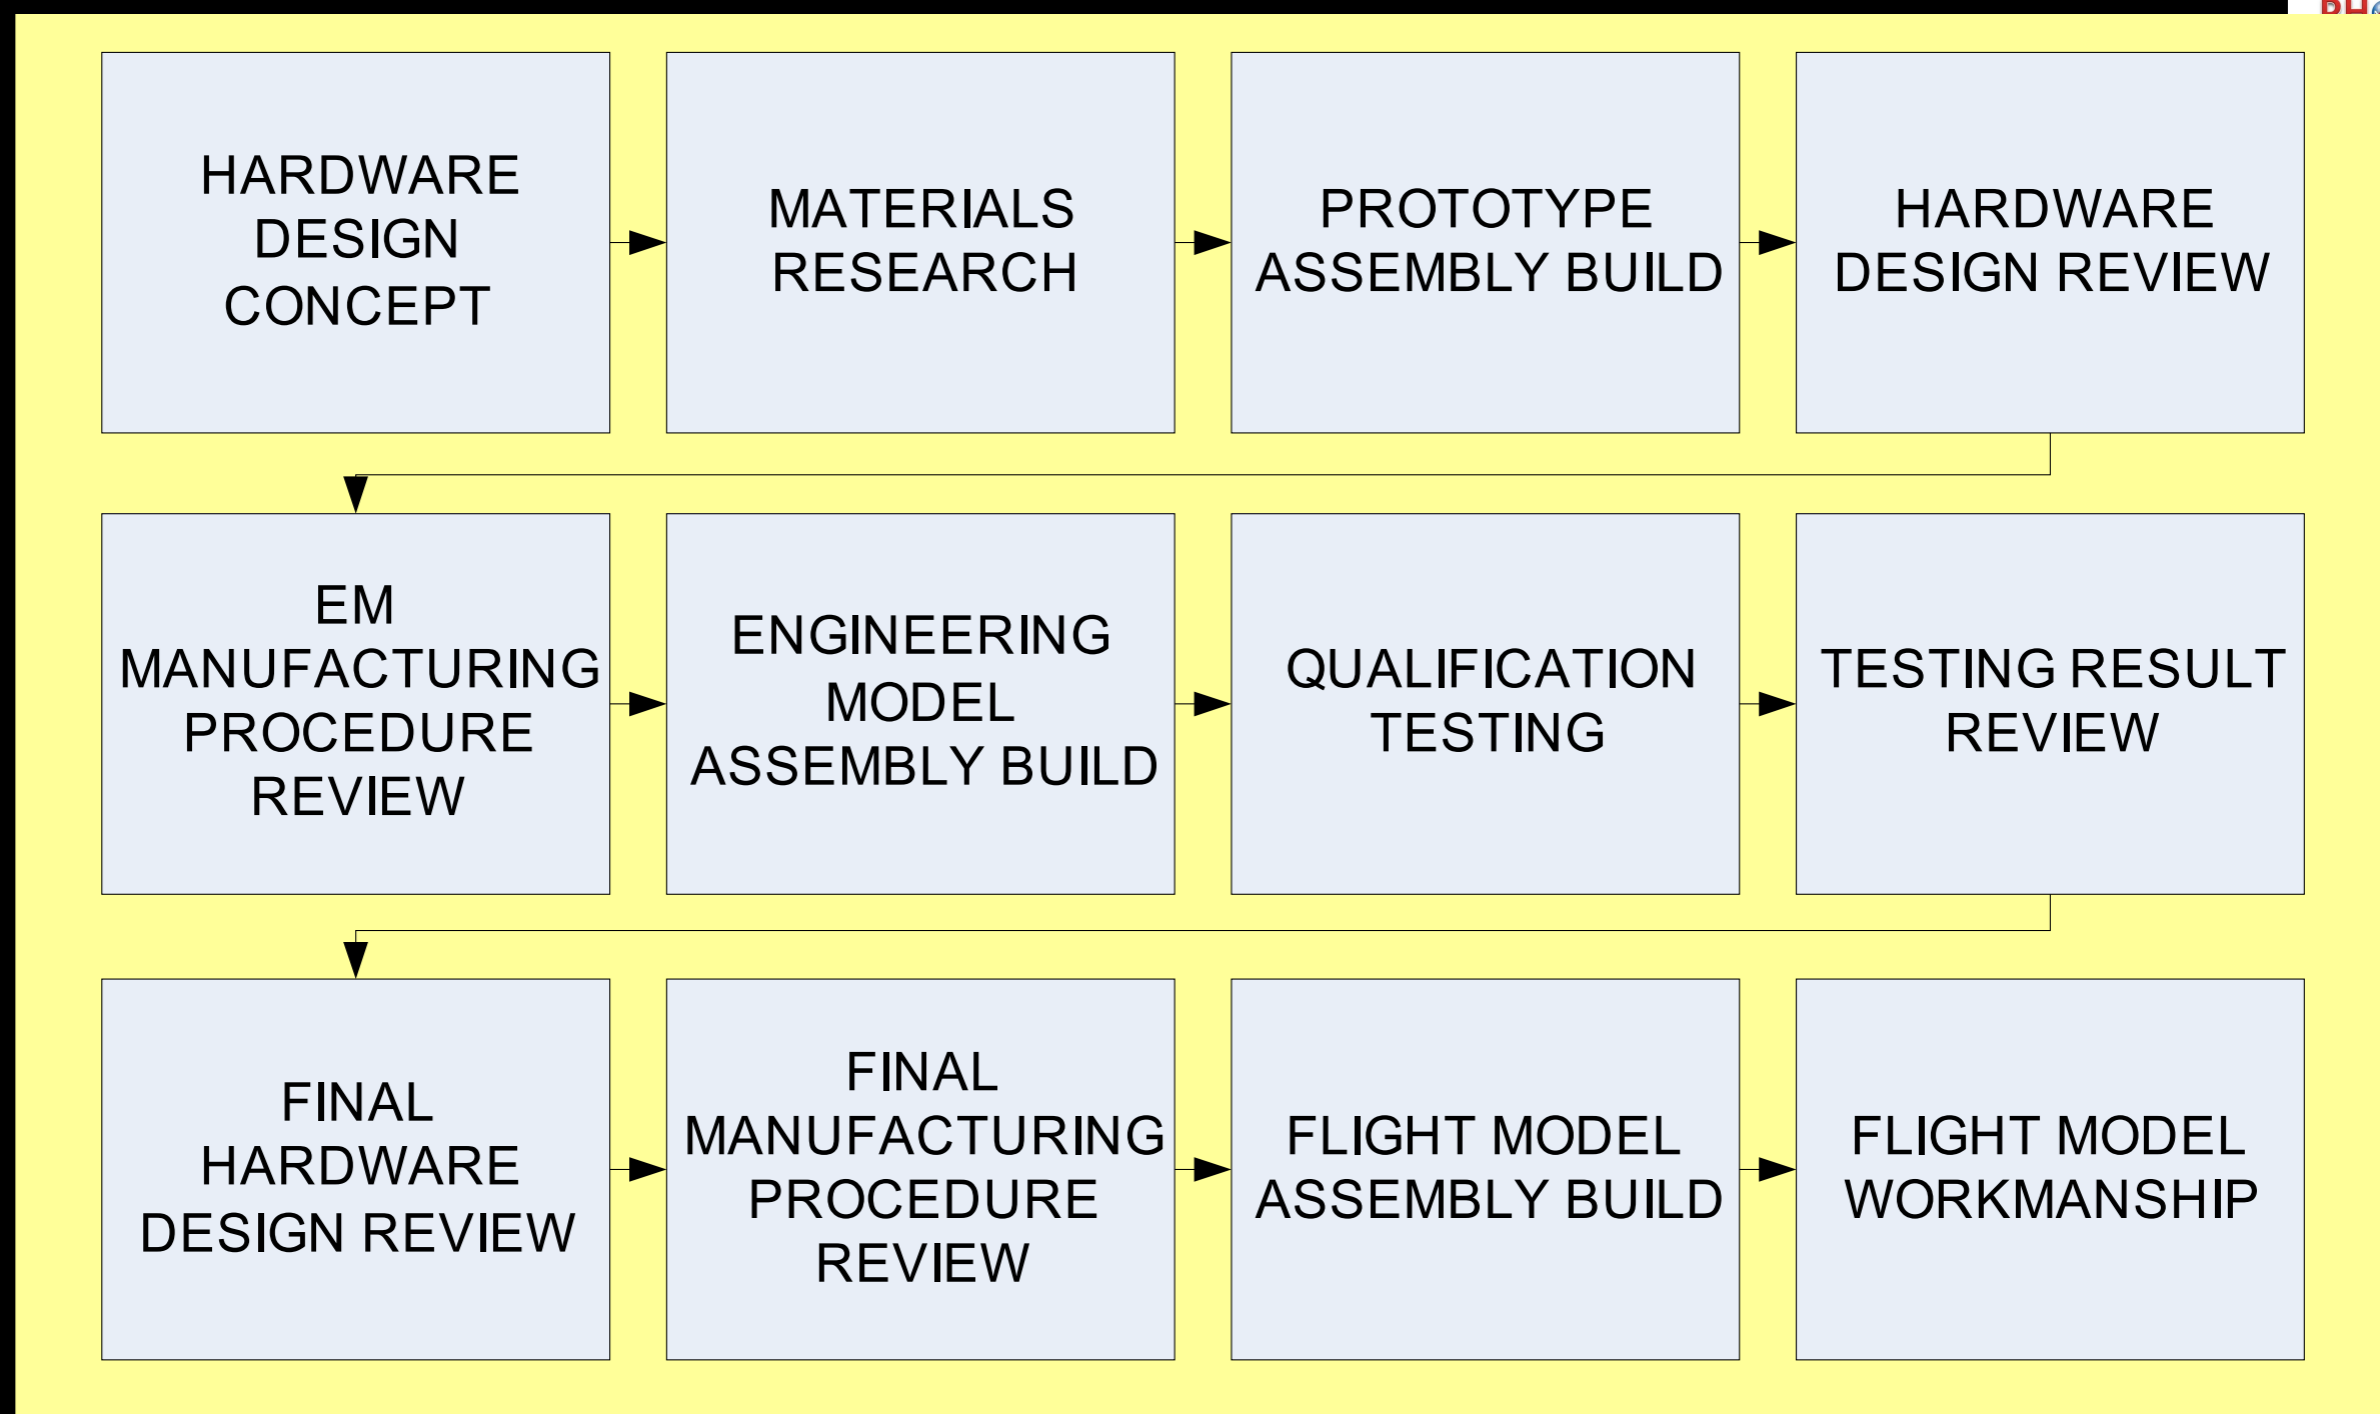 HARDWARE
DESIGN
CONCEPT
MATERIALS
RESEARCH
PROTOTYPE
ASSEMBLY BUILD
HARDWARE
DESIGN REVIEW
EM
MANUFACTURING
PROCEDURE
REVIEW
ENGINEERING
MODEL
ASSEMBLY BUILD
QUALIFICATION
TESTING
TESTING RESULT
REVIEW
FINAL
HARDWARE
DESIGN REVIEW
FINAL
MANUFACTURING
PROCEDURE
REVIEW
FLIGHT MODEL
ASSEMBLY BUILD
FLIGHT MODEL
WORKMANSHIP